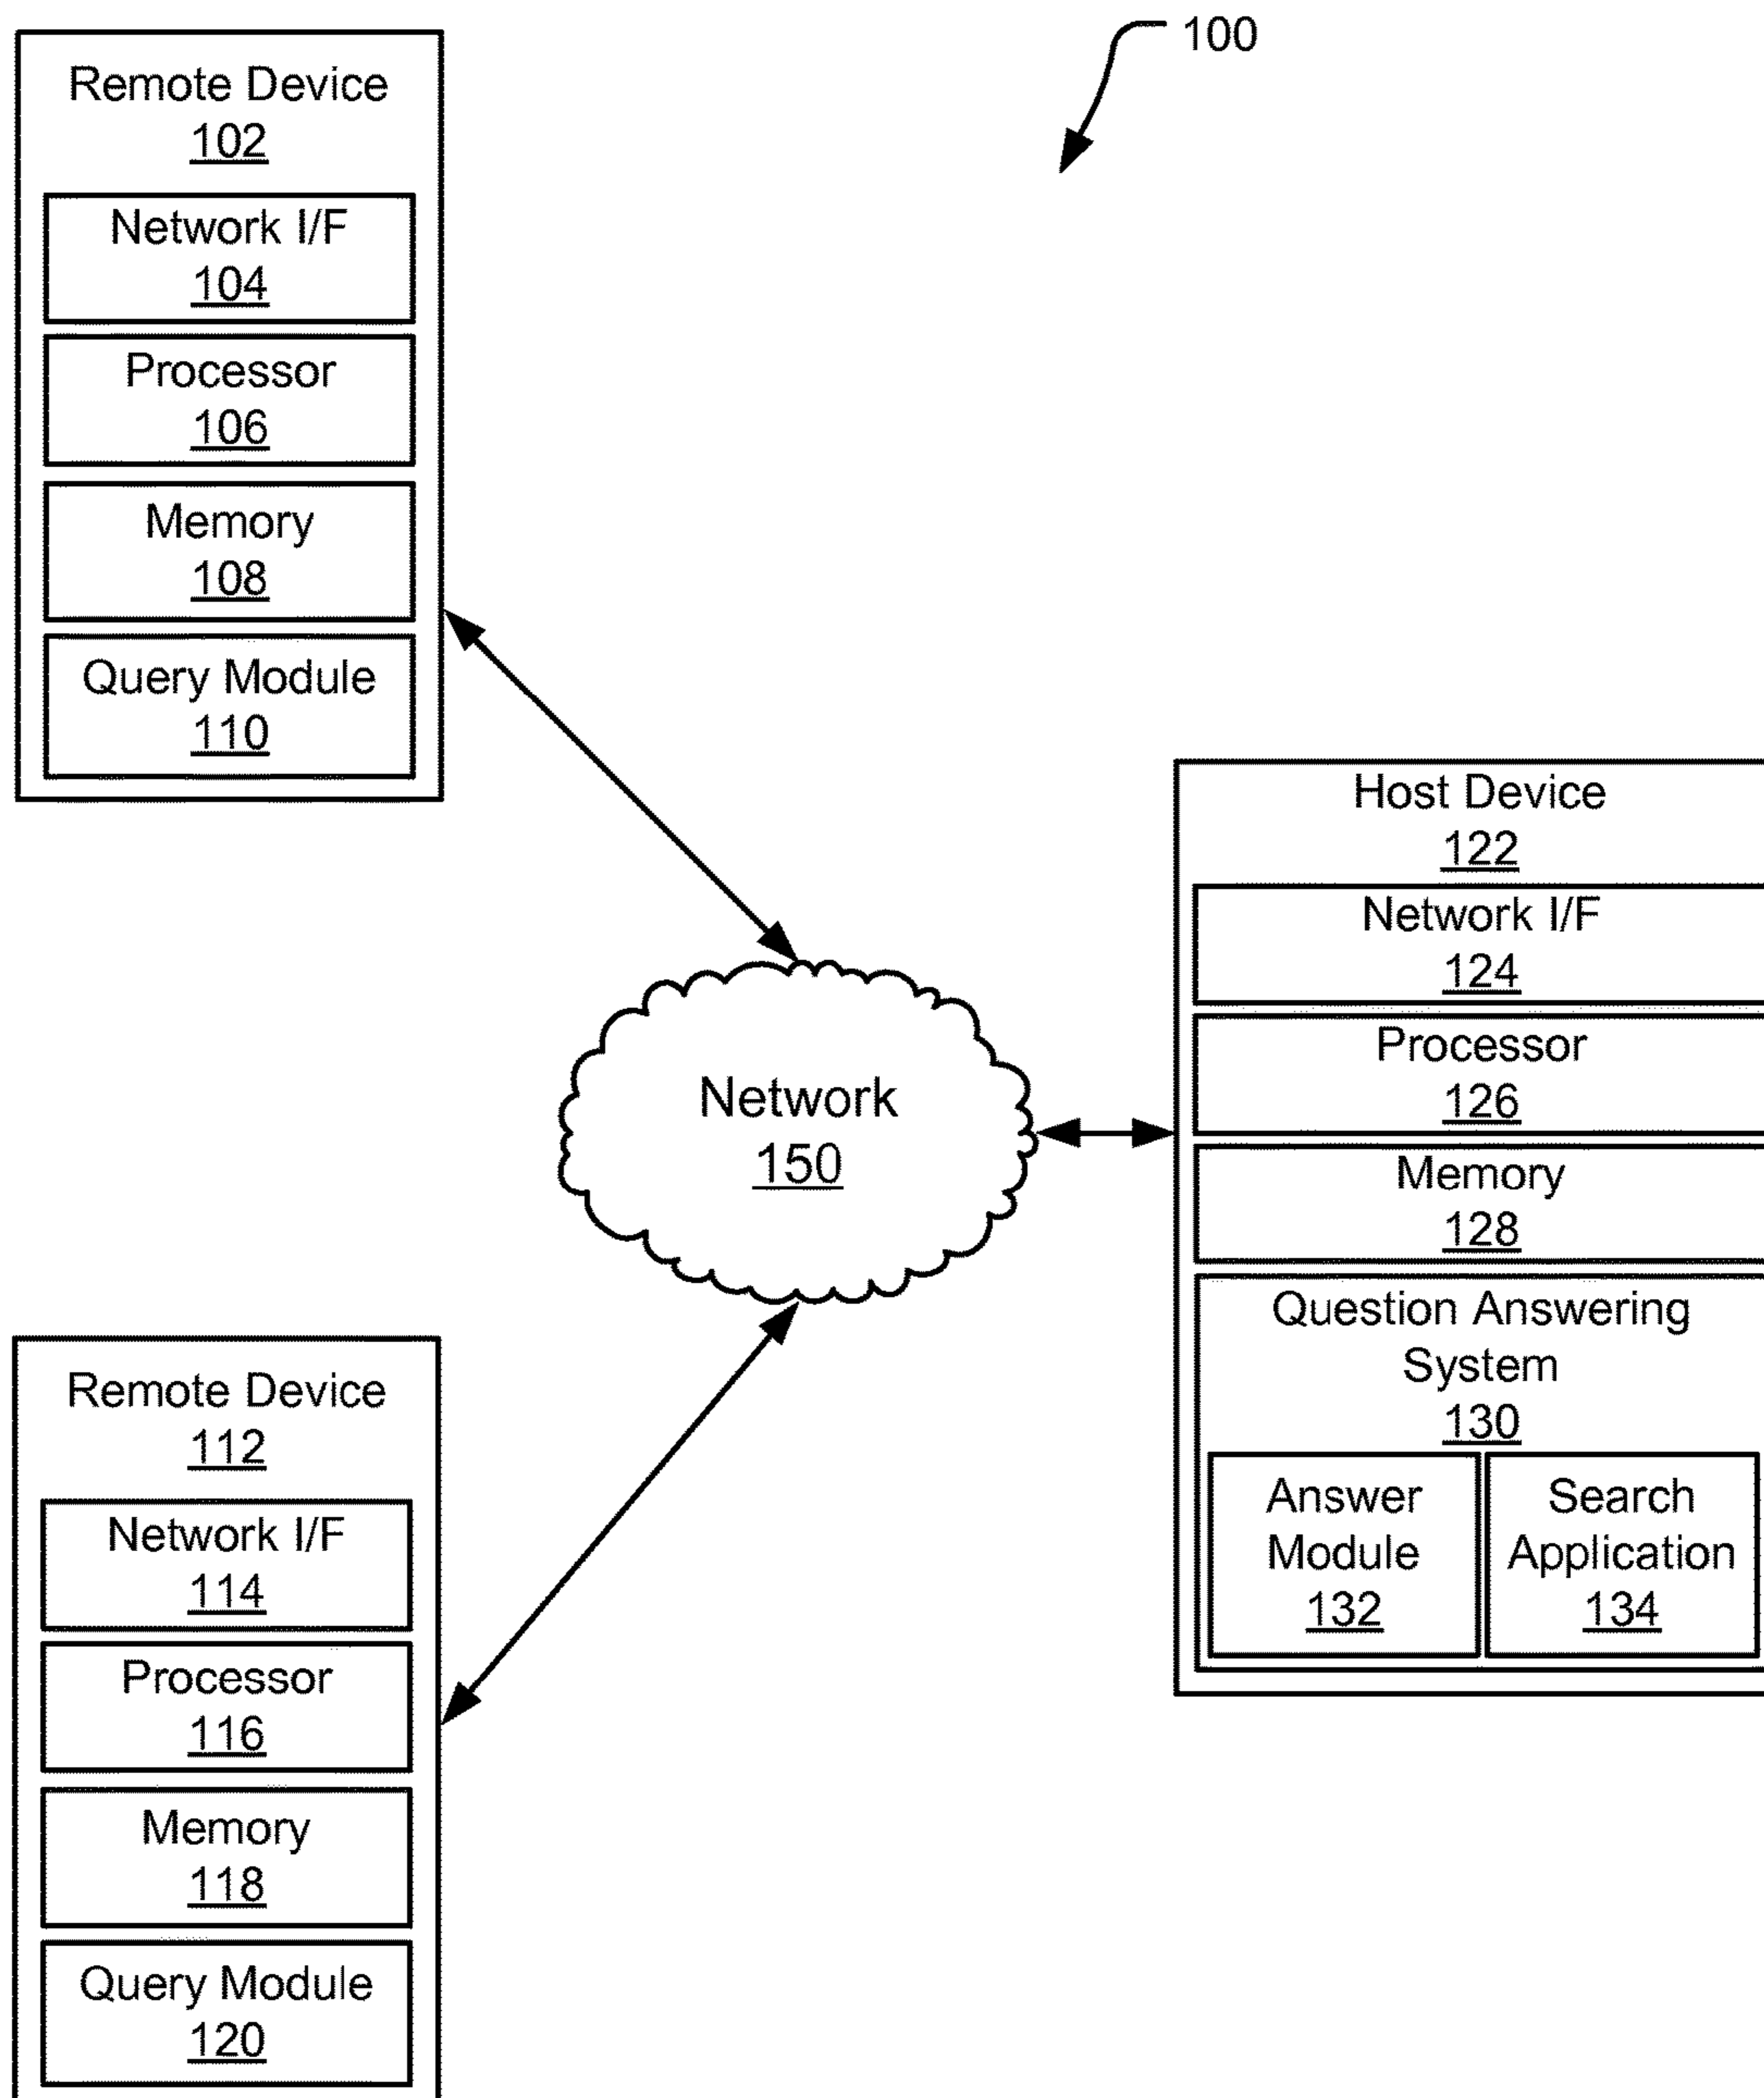 100
Remote Device
102
Network I/F
104
Processor
106
Memory
108
Query Module
110
Host Device
122
Network I/F
124
Processor
126
Memory
128
Question Answering
System
130
Answer
Module
132
Search
Application
134
Network
150
Remote Device
112
Network I/F
114
Processor
116
Memory
118
Query Module
120